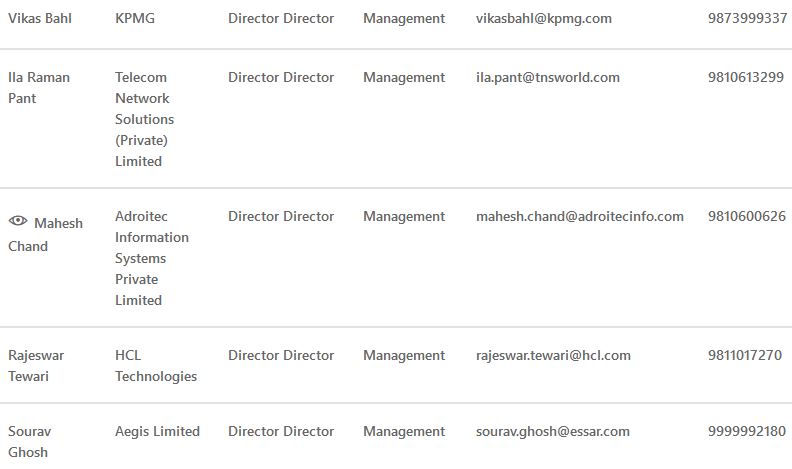 Vikas Bahl KPMG Director Director Management vikasbahl@kpmg.com 9873999337
Ila Raman Pant Telecom Network Solutions (Private) Limited Director Director Management ila.pant@tnsworld.com 9810613299
Mahesh Chand Adroitec Information Systems Private Limited Director Director Management mahesh.chand@adroitecinfo.com 9810600626
Rajeswar Tewari HCL Technologies Director Director Management rajeswar.tewari@hcl.com 9811017270
Sourav Ghosh Aegis Limited Director Director Management sourav.ghosh@essar.com 9999992180